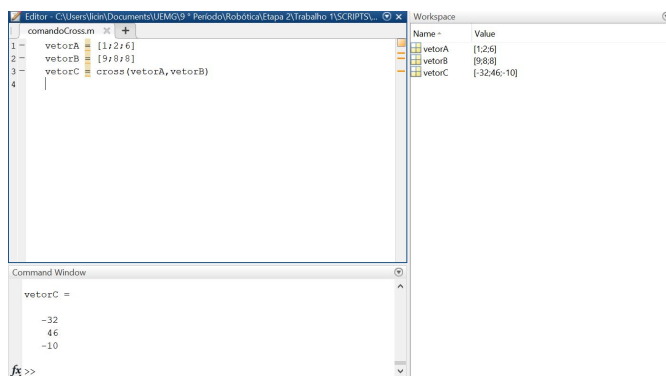 Editor - C:\Users\licin\Documents\UEMG\9 * Período\Robótica\Etapa 2\Trabalho 1\SCRIPTS\...
comandoCross.m
1 vetorA = [1;2;6]
2 vetorB = [9;8;8]
3 vetorC = cross(vetorA,vetorB)
4
Command Window
vetorC =
-32
46
-10
fx >>
Workspace
Name Value
vetorA [1;2;6]
vetorB [9;8;8]
vetorC [-32;46;-10]